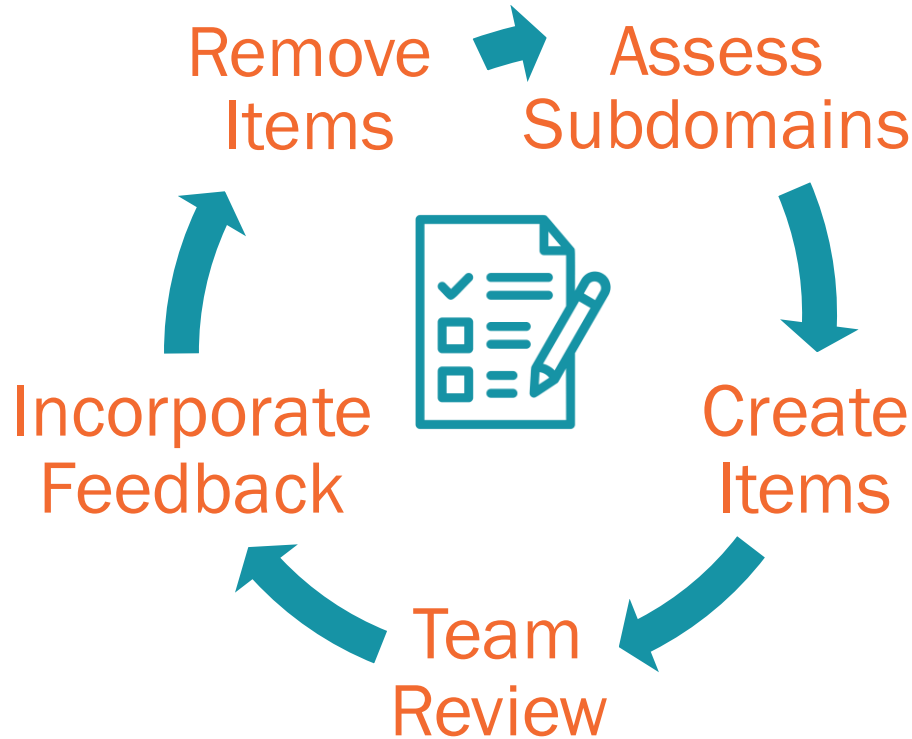 Remove
Items
Assess
Subdomains
Create
Items
Team
Review
Incorporate
Feedback